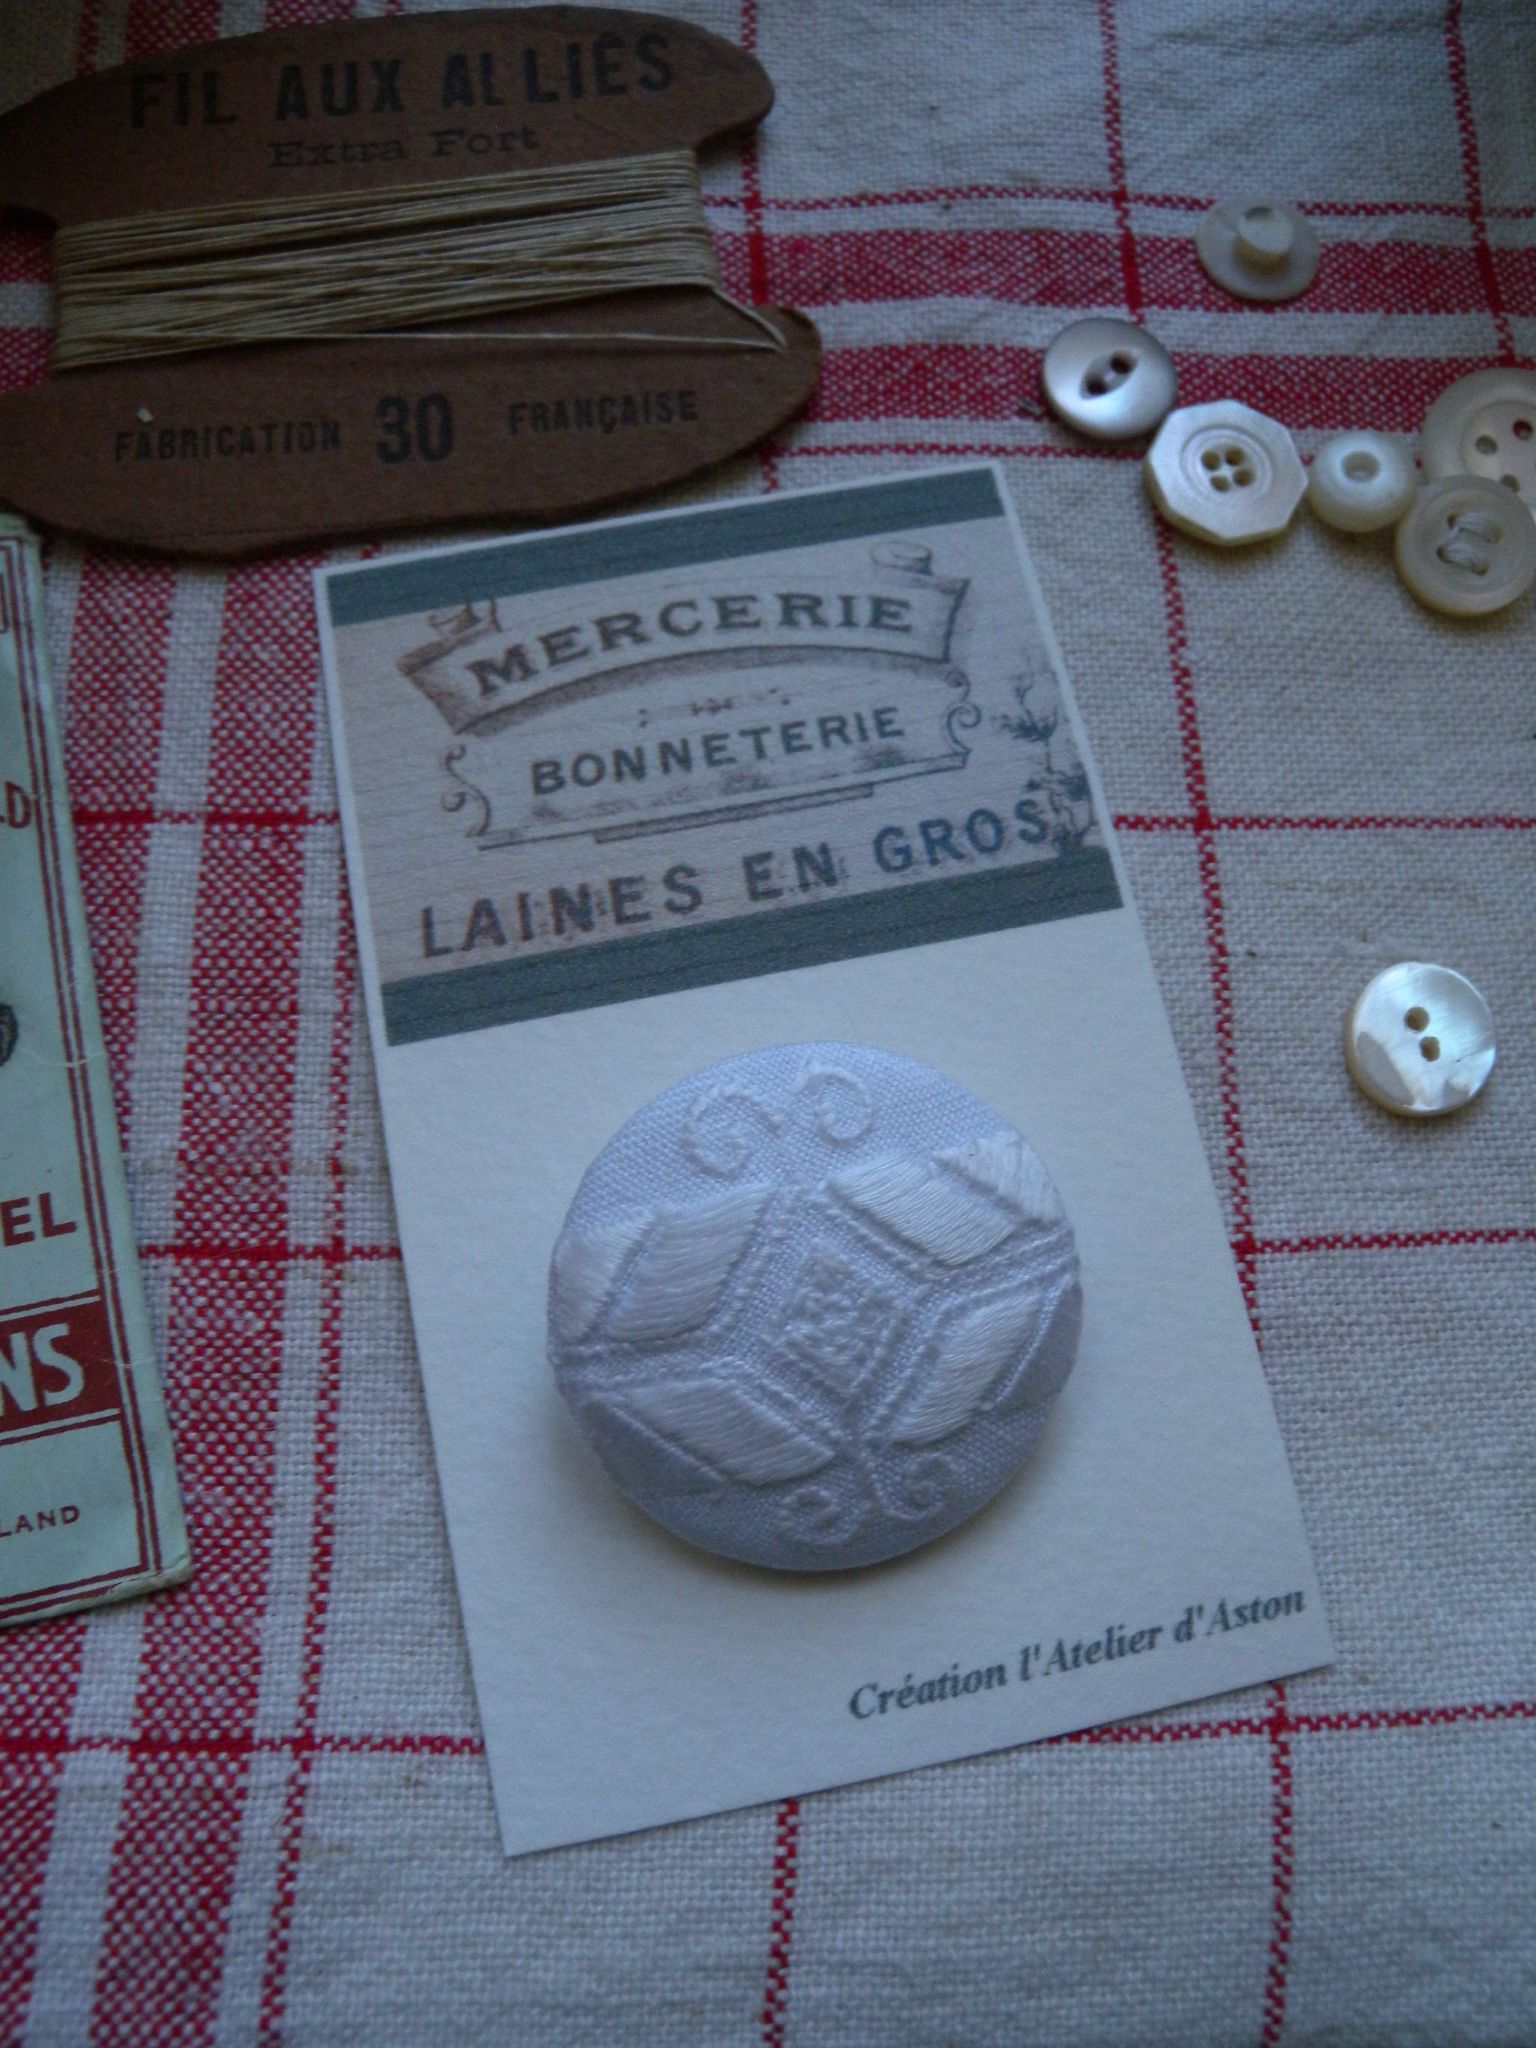 FIL AUX ALLIÉS
Extra Fort
FABRICATION 30 FRANÇAISE
MERCERIE
BONNETERIE
LAINES EN GROS
Création l'Atelier d'Aston
EL
NS
LAND